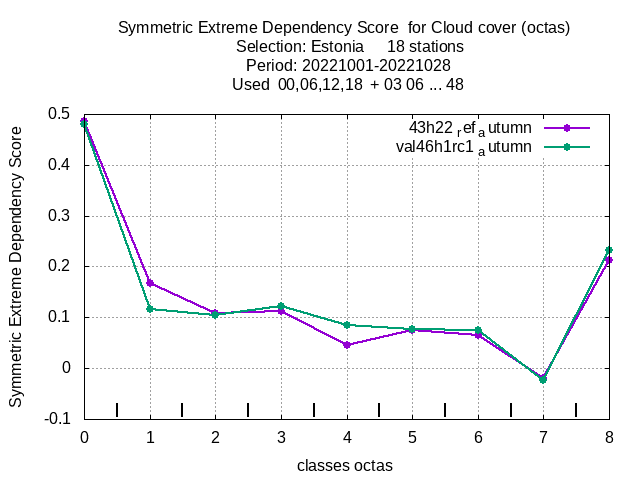 Symmetric Extreme Dependency Score for Cloud cover (octas)
Selection: Estonia 18 stations
Period: 20221001-20221028
Used 00,06,12,18 + 03 06 ... 48
43h22 ref autumn
val46h1rc1 autumn
Symmetric Extreme Dependency Score
0.5
0.4
0.3
0.2
0.1
0
-0.1
0 1 2 3 4 5 6 7 8
classes octas